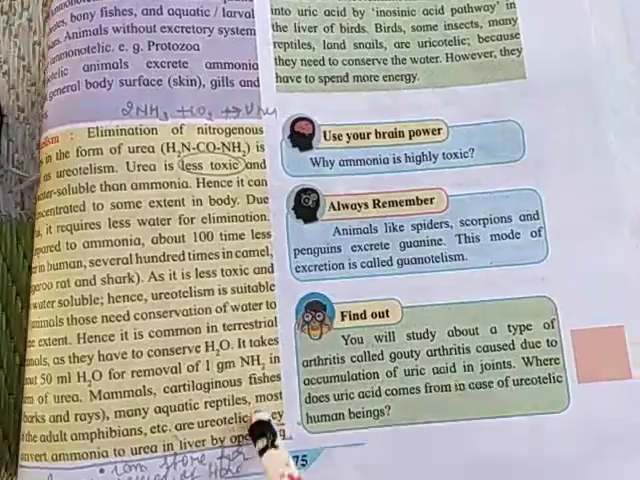 bony fishes, and aquatic / larval
Animals without excretory system
ammonotelic. e. g. Protozoa
animals excrete ammonia
general body surface (skin), gills and
2NH3 + CO2 →
: Elimination of nitrogenous
in the form of urea (H2N-CO-NH2) is
as ureotelism. Urea is less toxic and
water-soluble than ammonia. Hence it can
concentrated to some extent in body. Due
, it requires less water for elimination.
to ammonia, about 100 time less
in human, several hundred times in camel,
rat and shark). As it is less toxic and
water soluble; hence, ureotelism is suitable
animals those need conservation of water to
extent. Hence it is common in terrestrial
, as they have to conserve H2O. It takes
50 ml H2O for removal of 1 gm NH2 in
of urea. Mammals, cartilaginous fishes
and rays), many aquatic reptiles, most
the adult amphibians, etc. are ureotelic.
ammonia to urea in liver by
store
into uric acid by ‘inosinic acid pathway’ in
the liver of birds. Birds, some insects, many
reptiles, land snails, are uricotelic; because
they need to conserve the water. However, they
have to spend more energy.
Use your brain power
Why ammonia is highly toxic?
Always Remember
Animals like spiders, scorpions and
penguins excrete guanine. This mode of
excretion is called guanotelism.
Find out
You will study about a type of
arthritis called gouty arthritis caused due to
accumulation of uric acid in joints. Where
does uric acid comes from in case of ureotelic
human beings?
75